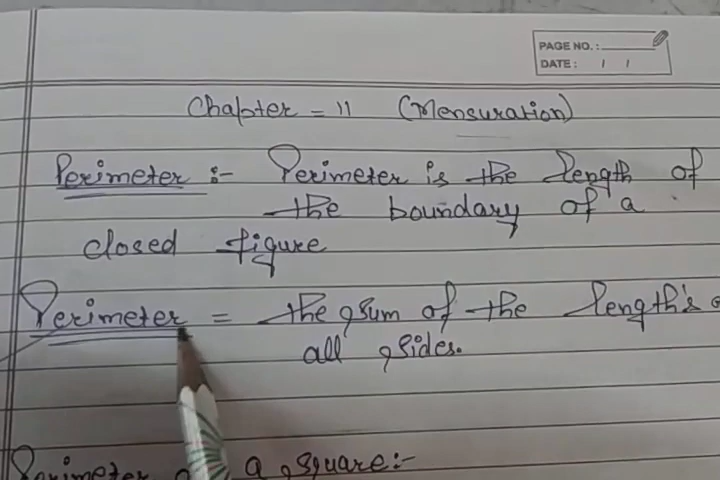 PAGE NO. :
DATE : / /
Chapter = 11 (Mensuration)
Perimeter :- Perimeter is the length of
the boundary of a
closed figure
Perimeter = the sum of the length's
all sides.
Perimeter a square:-